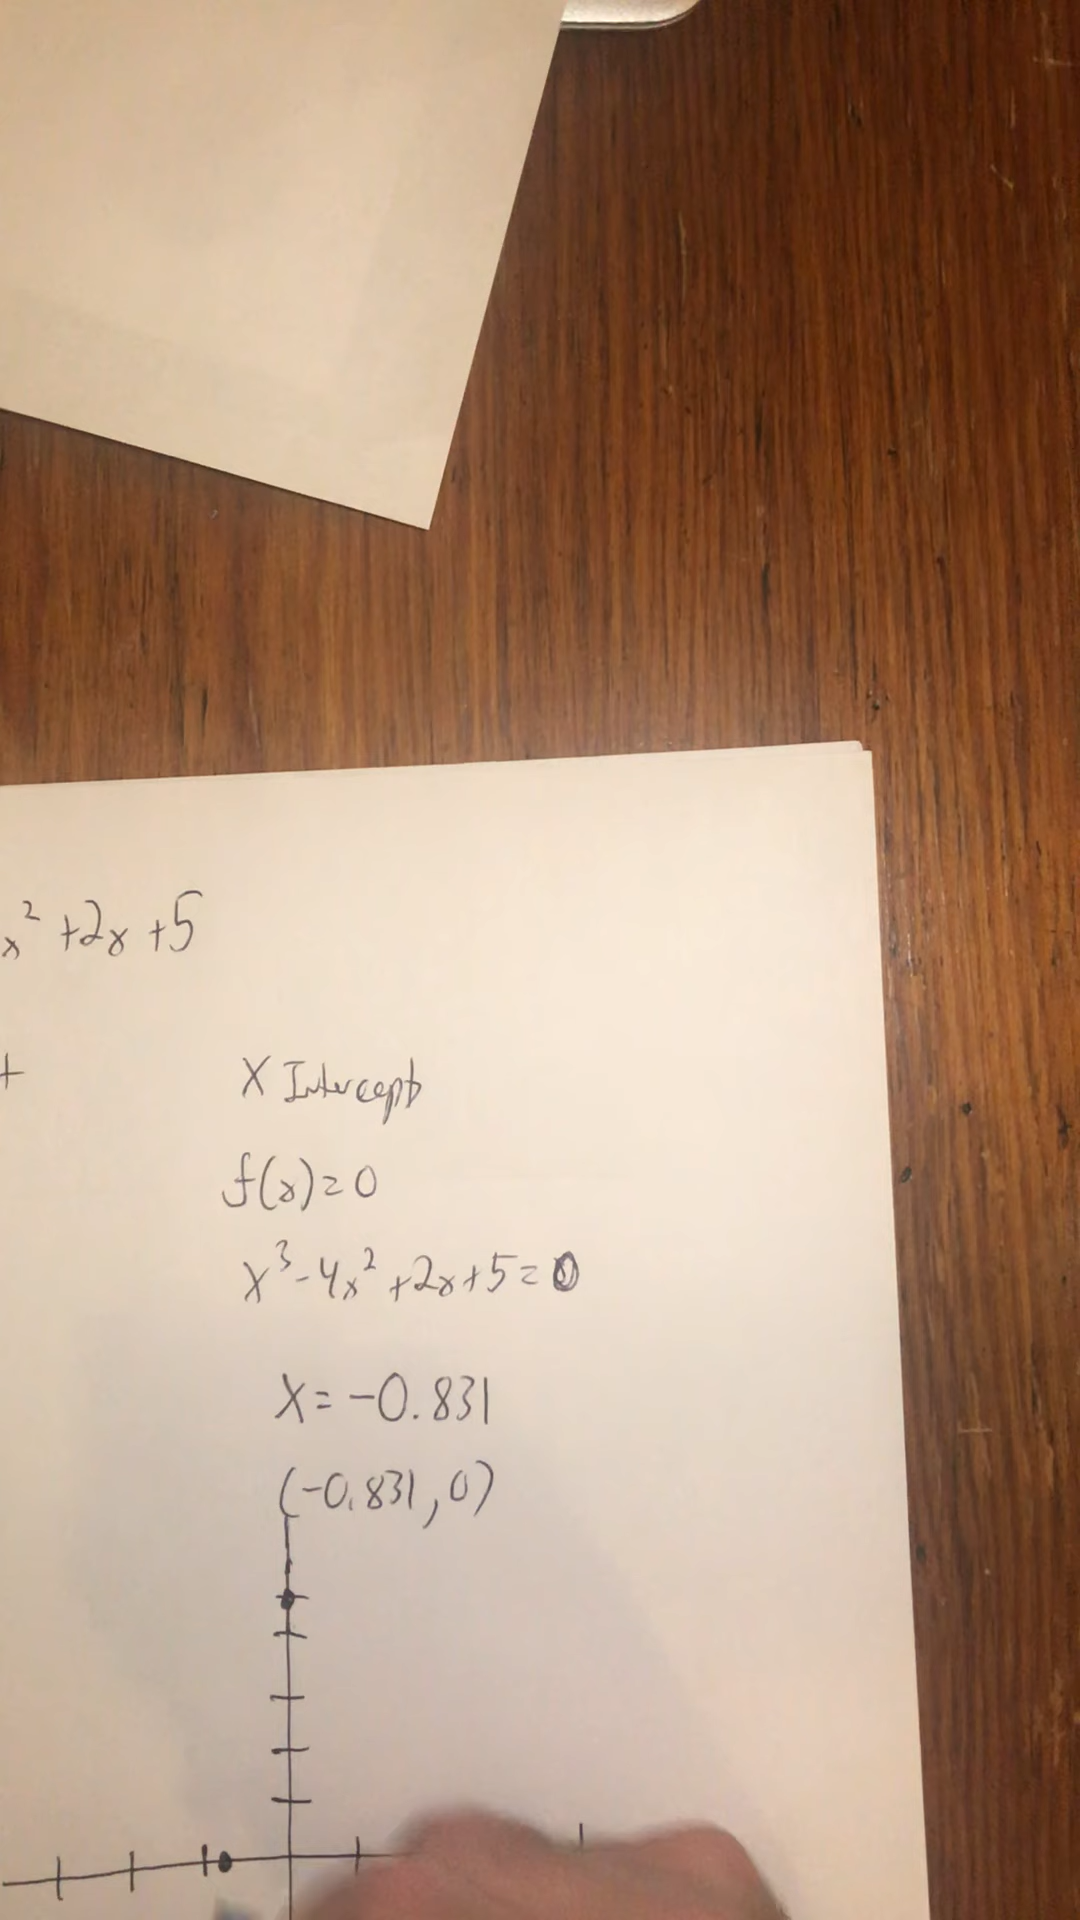 x² +2x +5
X Intercept
f(x)=0
x³-4x²+2x+5=0
X=-0.831
(-0.831,0)